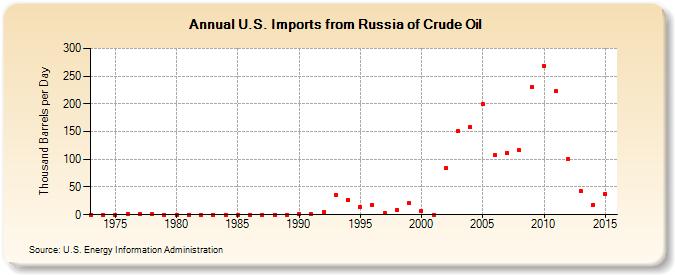 Annual U.S. Imports from Russia of Crude Oil
Thousand Barrels per Day
300
250
200
150
100
50
0
1975 1980 1985 1990 1995 2000 2005 2010 2015
Source: U.S. Energy Information Administration